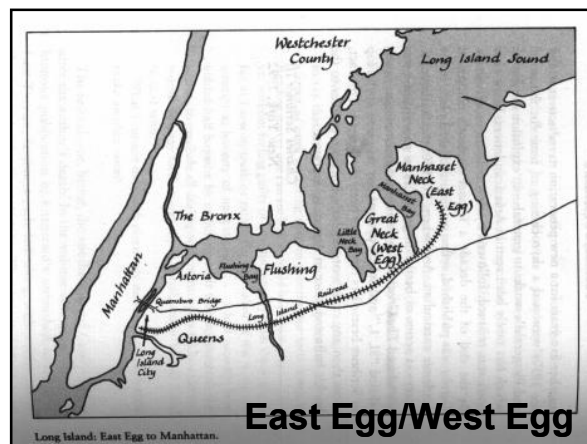 Westchester
County
Long Island Sound
Manhasset
Neck
(East
Egg)
Manhasset
Bay
Great
Neck
(West
Egg)
Little
Neck
Bay
The Bronx
Manhattan
Astoria
Flushing
Bay
Flushing
Queensboro Bridge
Long Island Railroad
Queens
Long
Island
City
Long Island: East Egg to Manhattan.
East Egg/West Egg